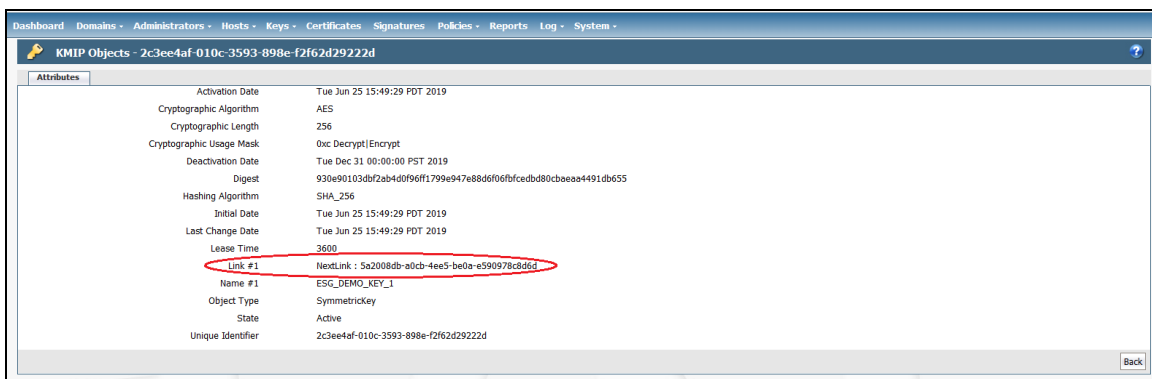 Dashboard Domains Administrators Hosts Keys Certificates Signatures Policies Reports Log System
KMIP Objects - 2c3ee4af-010c-3593-898e-f2f62d29222d ?
Attributes
Activation Date Tue Jun 25 15:49:29 PDT 2019
Cryptographic Algorithm AES
Cryptographic Length 256
Cryptographic Usage Mask 0xc Decrypt|Encrypt
Deactivation Date Tue Dec 31 00:00:00 PST 2019
Digest 930e90103dbf2ab4d0f96ff1799e947e88d6f06fbfcedbd80cbaeaa4491db655
Hashing Algorithm SHA_256
Initial Date Tue Jun 25 15:49:29 PDT 2019
Last Change Date Tue Jun 25 15:49:29 PDT 2019
Lease Time 3600
Link #1 NextLink : 5a2008db-a0cb-4ee5-be0a-e590978c8d6d
Name #1 ESG_DEMO_KEY_1
Object Type SymmetricKey
State Active
Unique Identifier 2c3ee4af-010c-3593-898e-f2f62d29222d
Back